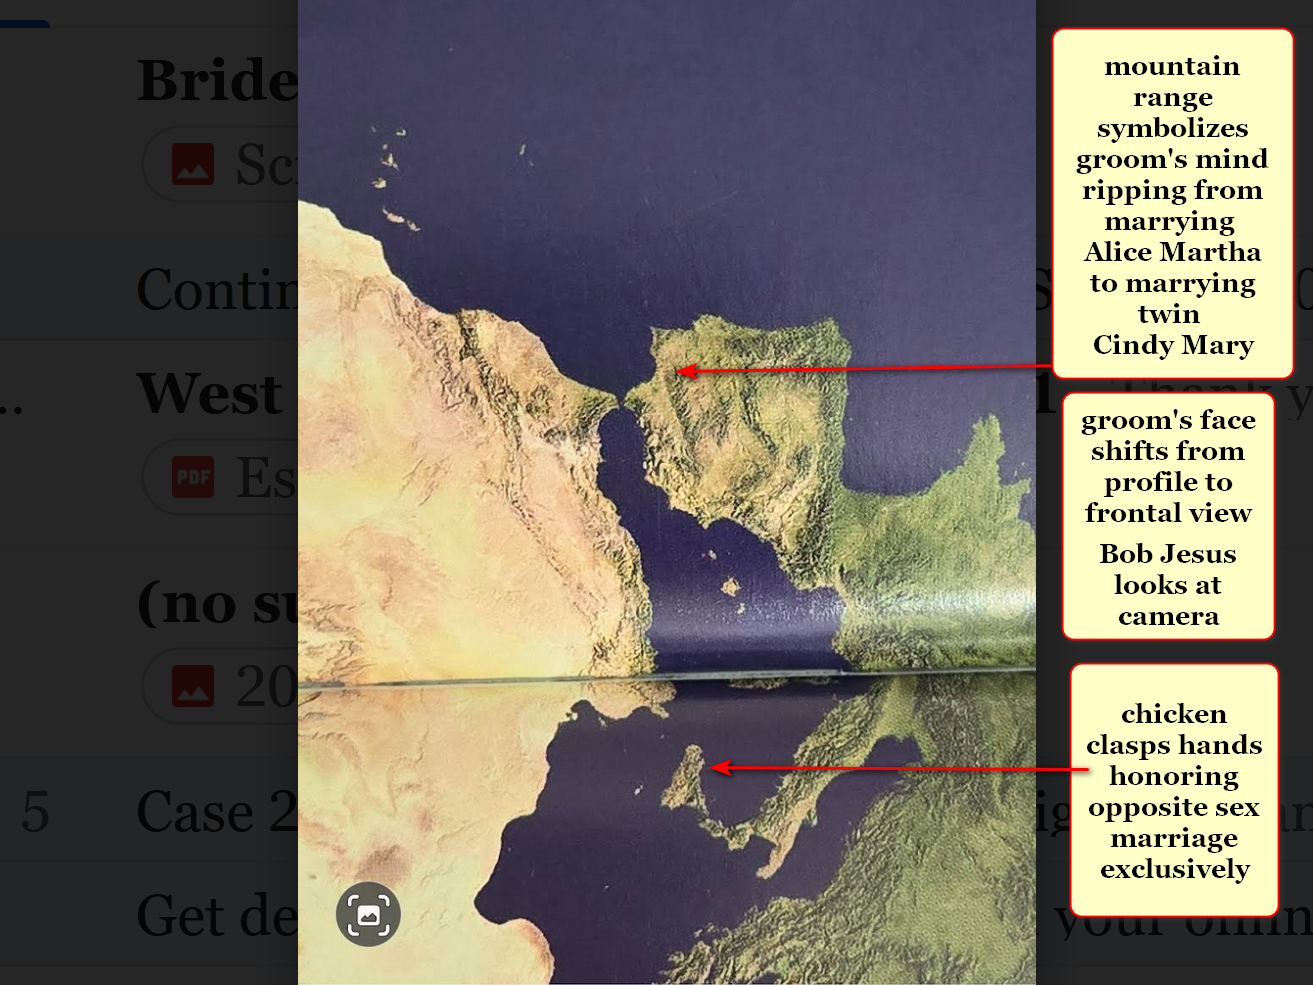 Bride
Sc
Contin
West
..
Es
PDF
(no su
20
5
Case 2
Get de
mountain
range
symbolizes
groom's mind
ripping from
marrying
Alice Martha
to marrying
twin
Cindy Mary
groom's face
shifts from
profile to
frontal view
Bob Jesus
looks at
camera
chicken
clasps hands
honoring
opposite sex
marriage
exclusively